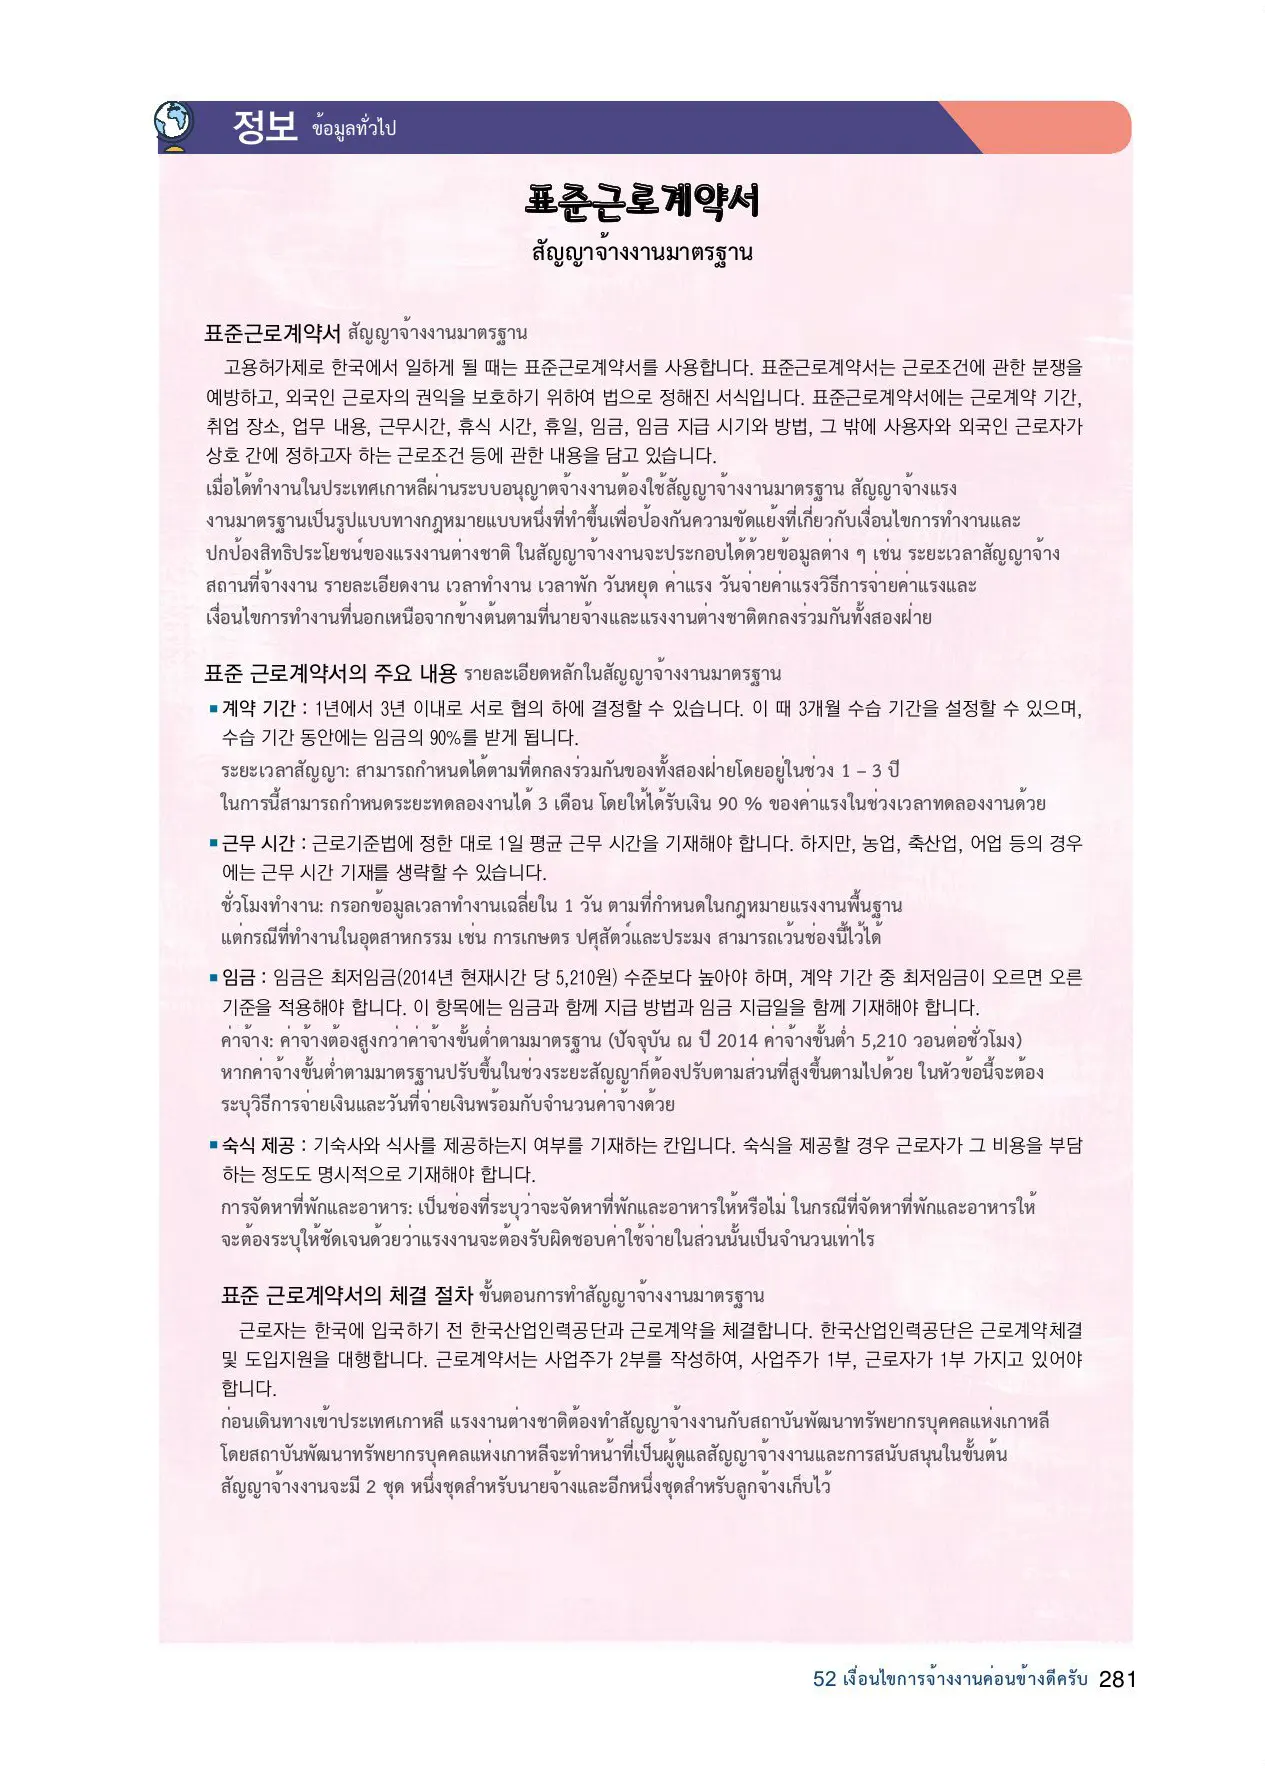 정보 ข้อมูลทั่วไป
표준근로계약서
สัญญาจ้างงานมาตรฐาน
표준근로계약서 สัญญาจ้างงานมาตรฐาน
고용허가제로 한국에서 일하게 될 때는 표준근로계약서를 사용합니다. 표준근로계약서는 근로조건에 관한 분쟁을
예방하고, 외국인 근로자의 권익을 보호하기 위하여 법으로 정해진 서식입니다. 표준근로계약서에는 근로계약 기간,
취업 장소, 업무 내용, 근무시간, 휴식 시간, 휴일, 임금, 임금 지급 시기와 방법, 그 밖에 사용자와 외국인 근로자가
상호 간에 정하고자 하는 근로조건 등에 관한 내용을 담고 있습니다.
เมื่อได้ทำงานในประเทศเกาหลีผ่านระบบอนุญาตจ้างงานต้องใช้สัญญาจ้างงานมาตรฐาน สัญญาจ้างแรง
งานมาตรฐานเป็นรูปแบบทางกฎหมายแบบหนึ่งที่ทำขึ้นเพื่อป้องกันความขัดแย้งที่เกี่ยวกับเงื่อนไขการทำงานและ
ปกป้องสิทธิประโยชน์ของแรงงานต่างชาติ ในสัญญาจ้างงานจะประกอบได้ด้วยข้อมูลต่าง ๆ เช่น ระยะเวลาสัญญาจ้าง
สถานที่จ้างงาน รายละเอียดงาน เวลาทำงาน เวลาพัก วันหยุด ค่าแรง วันจ่ายค่าแรงวิธีการจ่ายค่าแรงและ
เงื่อนไขการทำงานที่นอกเหนือจากข้างต้นตามที่นายจ้างและแรงงานต่างชาติตกลงร่วมกันทั้งสองฝ่าย
표준 근로계약서의 주요 내용 รายละเอียดหลักในสัญญาจ้างงานมาตรฐาน
▪ 계약 기간 : 1년에서 3년 이내로 서로 협의 하에 결정할 수 있습니다. 이 때 3개월 수습 기간을 설정할 수 있으며,
수습 기간 동안에는 임금의 90%를 받게 됩니다.
ระยะเวลาสัญญา: สามารถกำหนดได้ตามที่ตกลงร่วมกันของทั้งสองฝ่ายโดยอยู่ในช่วง 1 – 3 ปี
ในการนี้สามารถกำหนดระยะทดลองงานได้ 3 เดือน โดยให้ได้รับเงิน 90 % ของค่าแรงในช่วงเวลาทดลองงานด้วย
▪ 근무 시간 : 근로기준법에 정한 대로 1일 평균 근무 시간을 기재해야 합니다. 하지만, 농업, 축산업, 어업 등의 경우
에는 근무 시간 기재를 생략할 수 있습니다.
ชั่วโมงทำงาน: กรอกข้อมูลเวลาทำงานเฉลี่ยใน 1 วัน ตามที่กำหนดในกฎหมายแรงงานพื้นฐาน
แต่กรณีที่ทำงานในอุตสาหกรรม เช่น การเกษตร ปศุสัตว์และประมง สามารถเว้นช่องนี้ไว้ได้
▪ 임금 : 임금은 최저임금(2014년 현재시간 당 5,210원) 수준보다 높아야 하며, 계약 기간 중 최저임금이 오르면 오른
기준을 적용해야 합니다. 이 항목에는 임금과 함께 지급 방법과 임금 지급일을 함께 기재해야 합니다.
ค่าจ้าง: ค่าจ้างต้องสูงกว่าค่าจ้างขั้นต่ำตามมาตรฐาน (ปัจจุบัน ณ ปี 2014 ค่าจ้างขั้นต่ำ 5,210 วอนต่อชั่วโมง)
หากค่าจ้างขั้นต่ำตามมาตรฐานปรับขึ้นในช่วงระยะสัญญาก็ต้องปรับตามส่วนที่สูงขึ้นตามไปด้วย ในหัวข้อนี้จะต้อง
ระบุวิธีการจ่ายเงินและวันที่จ่ายเงินพร้อมกับจำนวนค่าจ้างด้วย
▪ 숙식 제공 : 기숙사와 식사를 제공하는지 여부를 기재하는 칸입니다. 숙식을 제공할 경우 근로자가 그 비용을 부담
하는 정도도 명시적으로 기재해야 합니다.
การจัดหาที่พักและอาหาร: เป็นช่องที่ระบุว่าจะจัดหาที่พักและอาหารให้หรือไม่ ในกรณีที่จัดหาที่พักและอาหารให้
จะต้องระบุให้ชัดเจนด้วยว่าแรงงานจะต้องรับผิดชอบค่าใช้จ่ายในส่วนนั้นเป็นจำนวนเท่าไร
표준 근로계약서의 체결 절차 ขั้นตอนการทำสัญญาจ้างงานมาตรฐาน
근로자는 한국에 입국하기 전 한국산업인력공단과 근로계약을 체결합니다. 한국산업인력공단은 근로계약체결
및 도입지원을 대행합니다. 근로계약서는 사업주가 2부를 작성하여, 사업주가 1부, 근로자가 1부 가지고 있어야
합니다.
ก่อนเดินทางเข้าประเทศเกาหลี แรงงานต่างชาติต้องทำสัญญาจ้างงานกับสถาบันพัฒนาทรัพยากรบุคคลแห่งเกาหลี
โดยสถาบันพัฒนาทรัพยากรบุคคลแห่งเกาหลีจะทำหน้าที่เป็นผู้ดูแลสัญญาจ้างงานและการสนับสนุนในขั้นต้น
สัญญาจ้างงานจะมี 2 ชุด หนึ่งชุดสำหรับนายจ้างและอีกหนึ่งชุดสำหรับลูกจ้างเก็บไว้
52 เงื่อนไขการจ้างงานค่อนข้างดีครับ 281